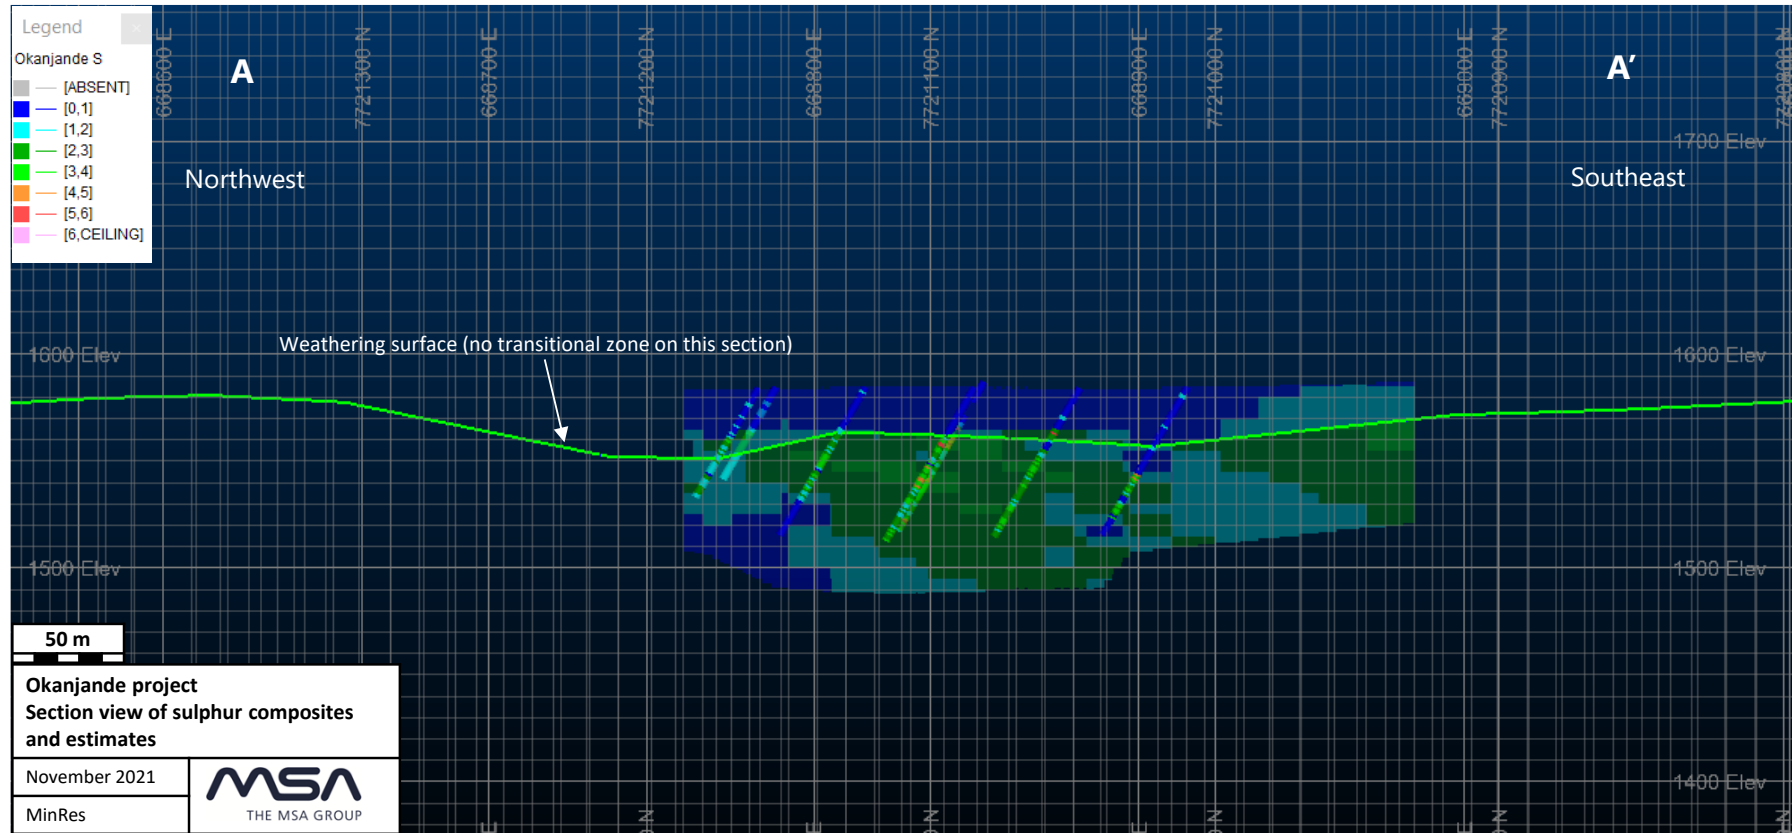 Legend
Okanjande S
[ABSENT]
[0,1]
[1,2]
[2,3]
[3,4]
[4,5]
[5,6]
[6,CEILING]
A
A'
668600 E
7721300 N
668700 E
7721200 N
668800 E
7721100 N
668900 E
7721000 N
669000 E
7720900 N
7720800 N
1700 Elev
Northwest
Southeast
Weathering surface (no transitional zone on this section)
1600 Elev
1600 Elev
1500 Elev
1500 Elev
1400 Elev
50 m
Okanjande project
Section view of sulphur composites
and estimates
November 2021
MinRes
MSA
THE MSA GROUP